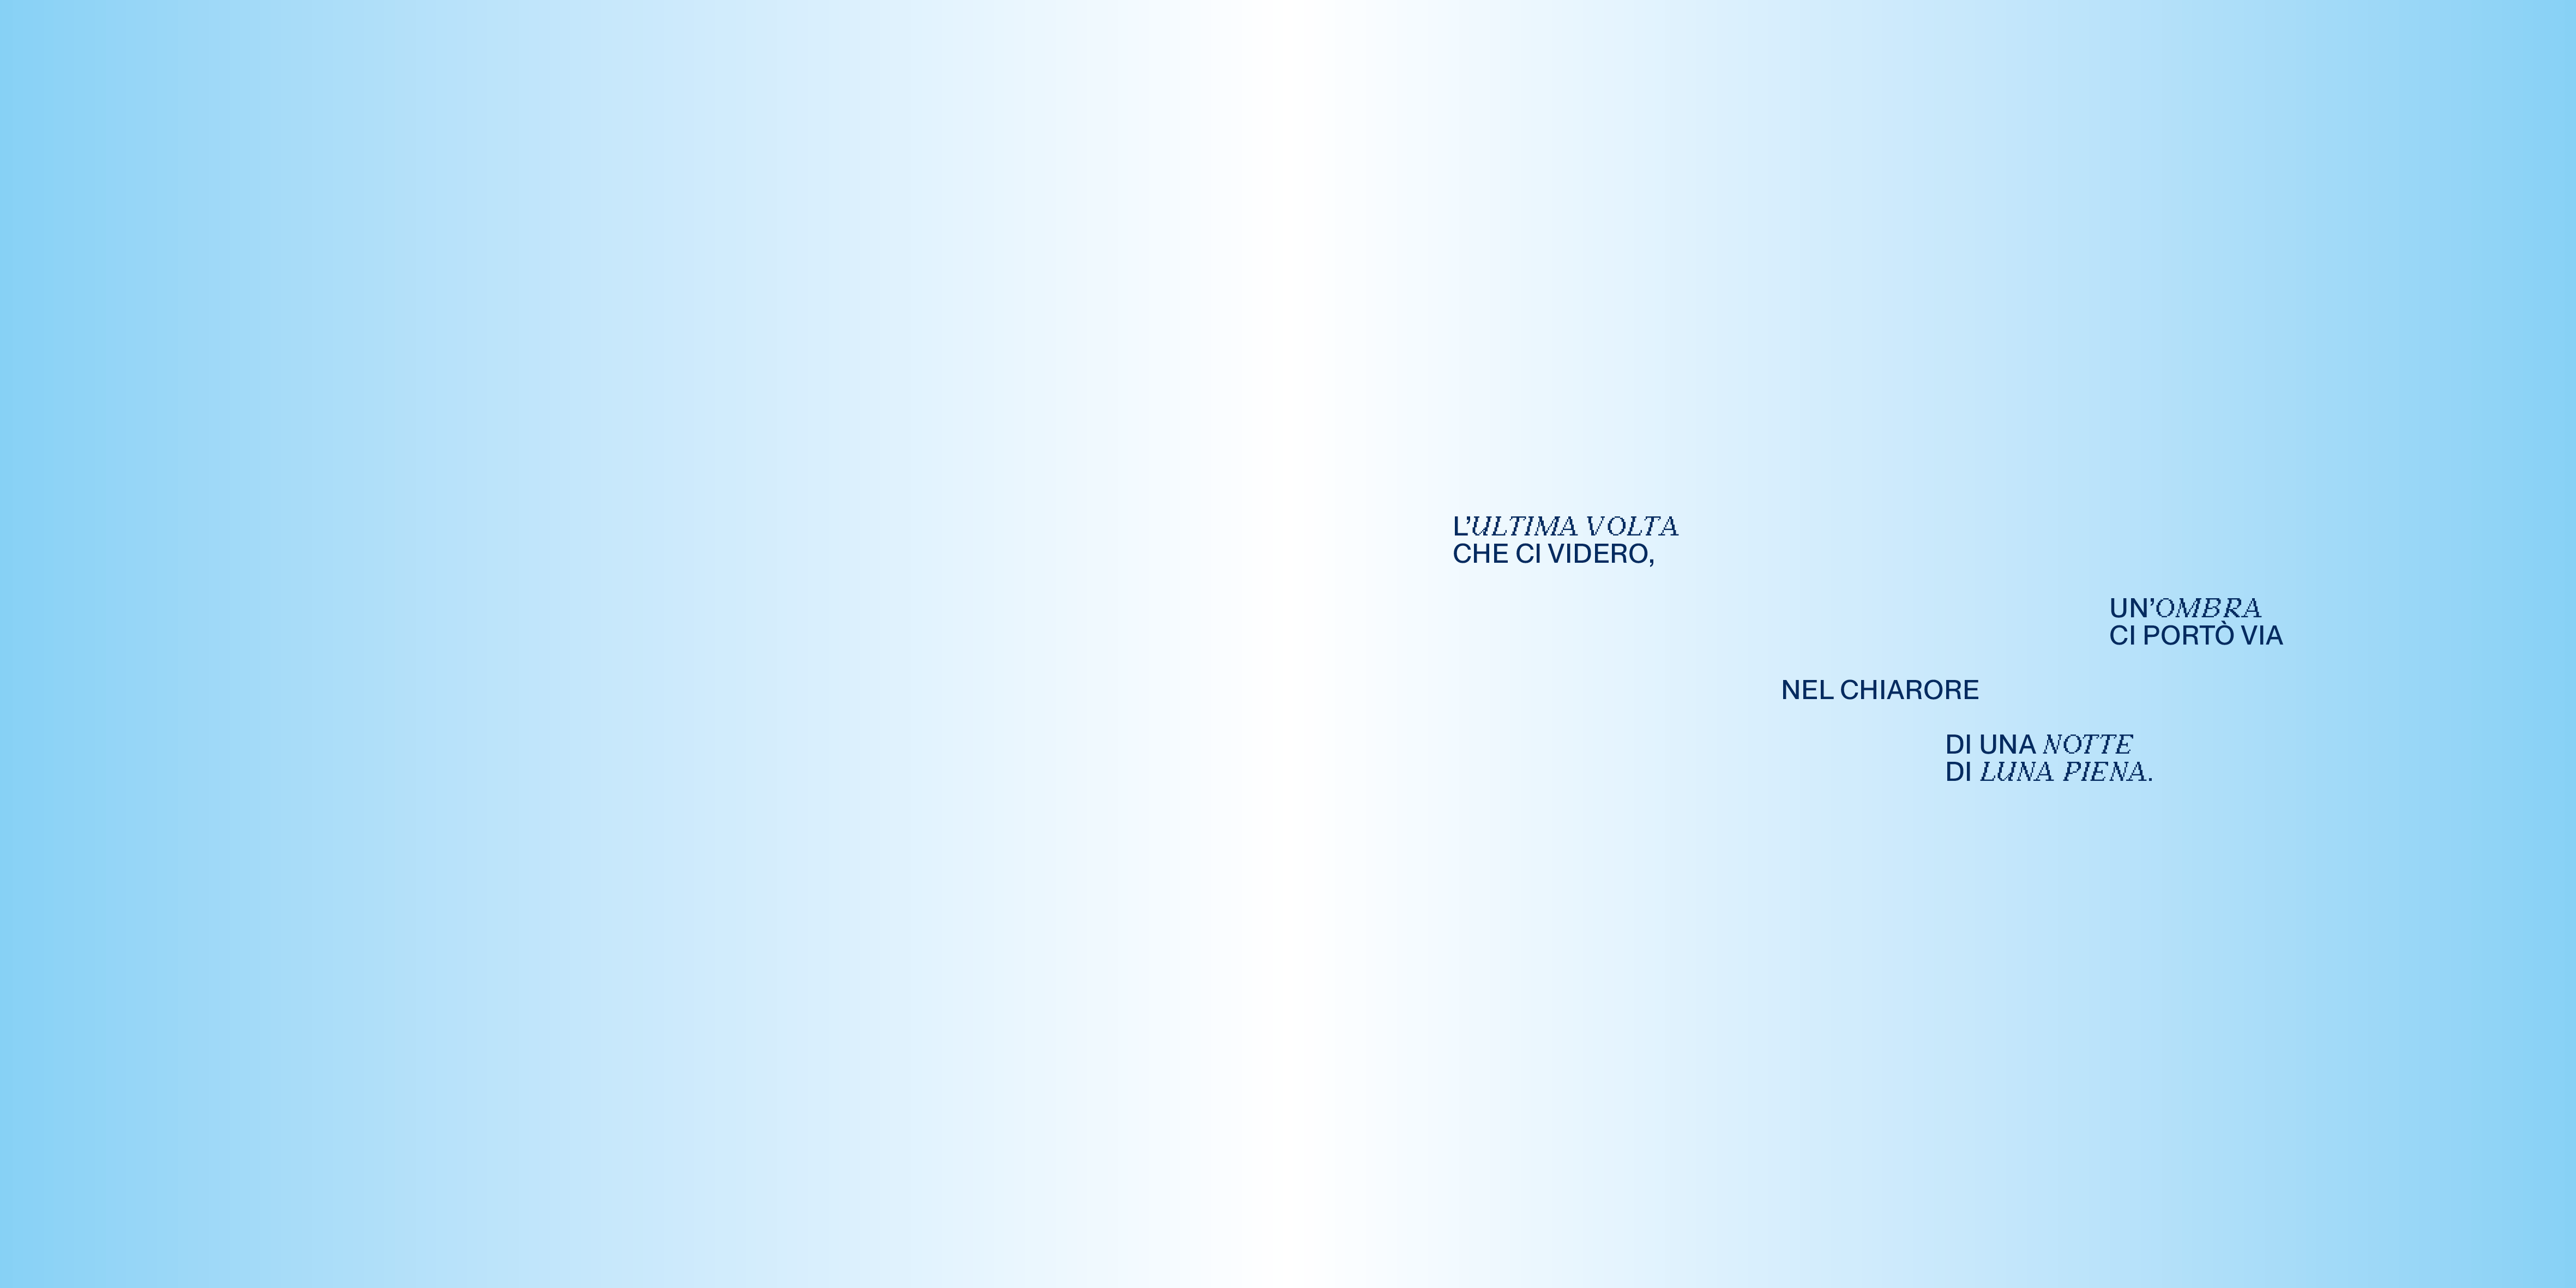 L’ULTIMA VOLTA
CHE CI VIDERO,
UN’OMBRA
CI PORTÒ VIA
NEL CHIARORE
DI UNA NOTTE
DI LUNA PIENA.